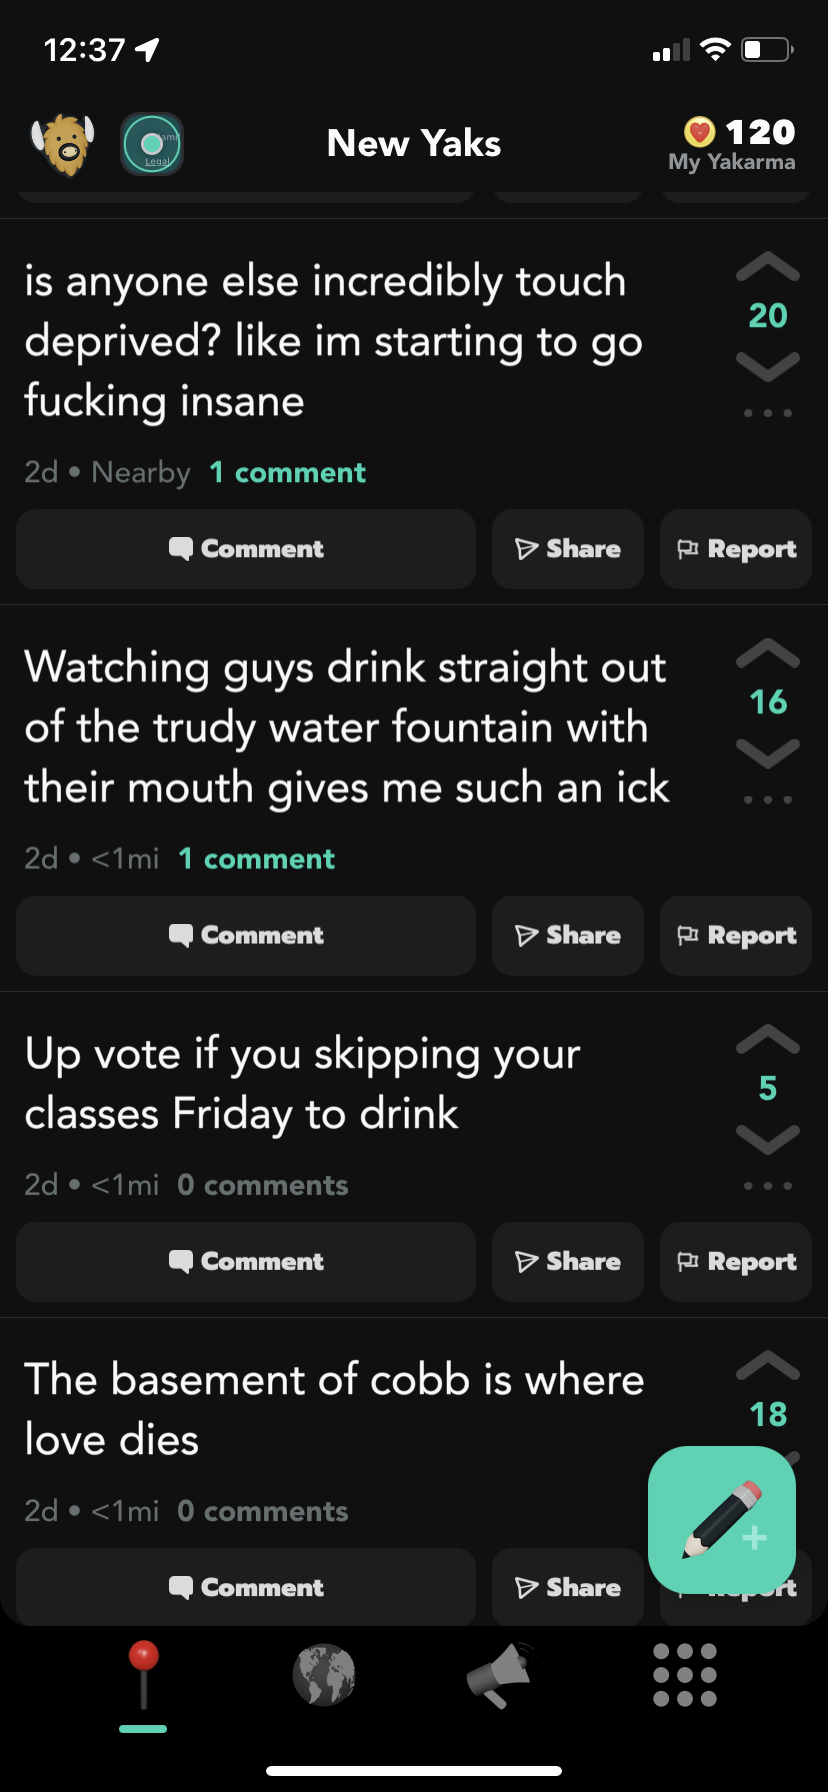 12:37
Legal
New Yaks
120
My Yakarma
is anyone else incredibly touch
deprived? like im starting to go
fucking insane
20
2d • Nearby 1 comment
Comment Share Report
Watching guys drink straight out
of the trudy water fountain with
their mouth gives me such an ick
16
2d • <1mi 1 comment
Comment Share Report
Up vote if you skipping your
classes Friday to drink
5
2d • <1mi 0 comments
Comment Share Report
The basement of cobb is where
love dies
18
2d • <1mi 0 comments
Comment Share